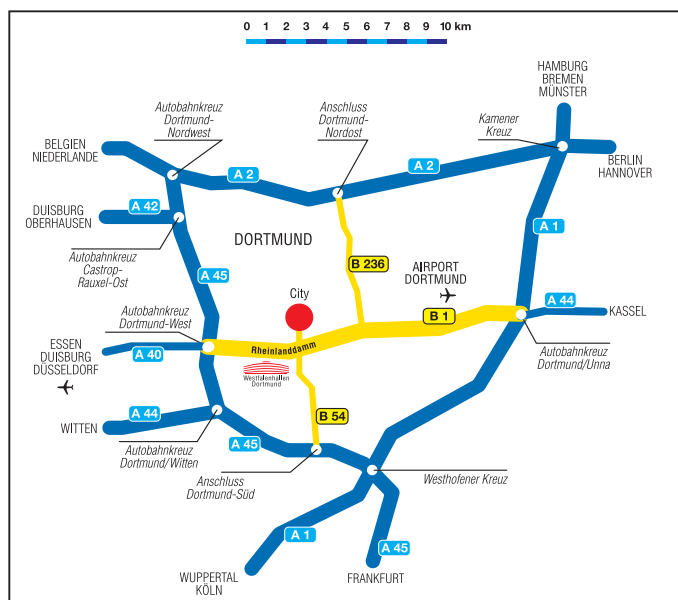 0 1 2 3 4 5 6 7 8 9 10 km
HAMBURG
BREMEN
MÜNSTER
Autobahnkreuz
Dortmund-
Nordwest
Anschluss
Dortmund-
Nordost
Kamener
Kreuz
BELGIEN
NIEDERLANDE
BERLIN
HANNOVER
A 2
A 2
A 42
DUISBURG
OBERHAUSEN
A 1
DORTMUND
Autobahnkreuz
Castrop-
Rauxel-Ost
A 45
B 236
AIRPORT
DORTMUND
City
A 44
KASSEL
Autobahnkreuz
Dortmund-West
B 1
ESSEN
DUISBURG
DÜSSELDORF
A 40
Rheinlanddamm
Autobahnkreuz
Dortmund/Unna
Westfalenhallen
Dortmund
A 44
WITTEN
B 54
A 45
Autobahnkreuz
Dortmund/Witten
Anschluss
Dortmund-Süd
Westhofener Kreuz
A 1
A 45
WUPPERTAL
KÖLN
FRANKFURT